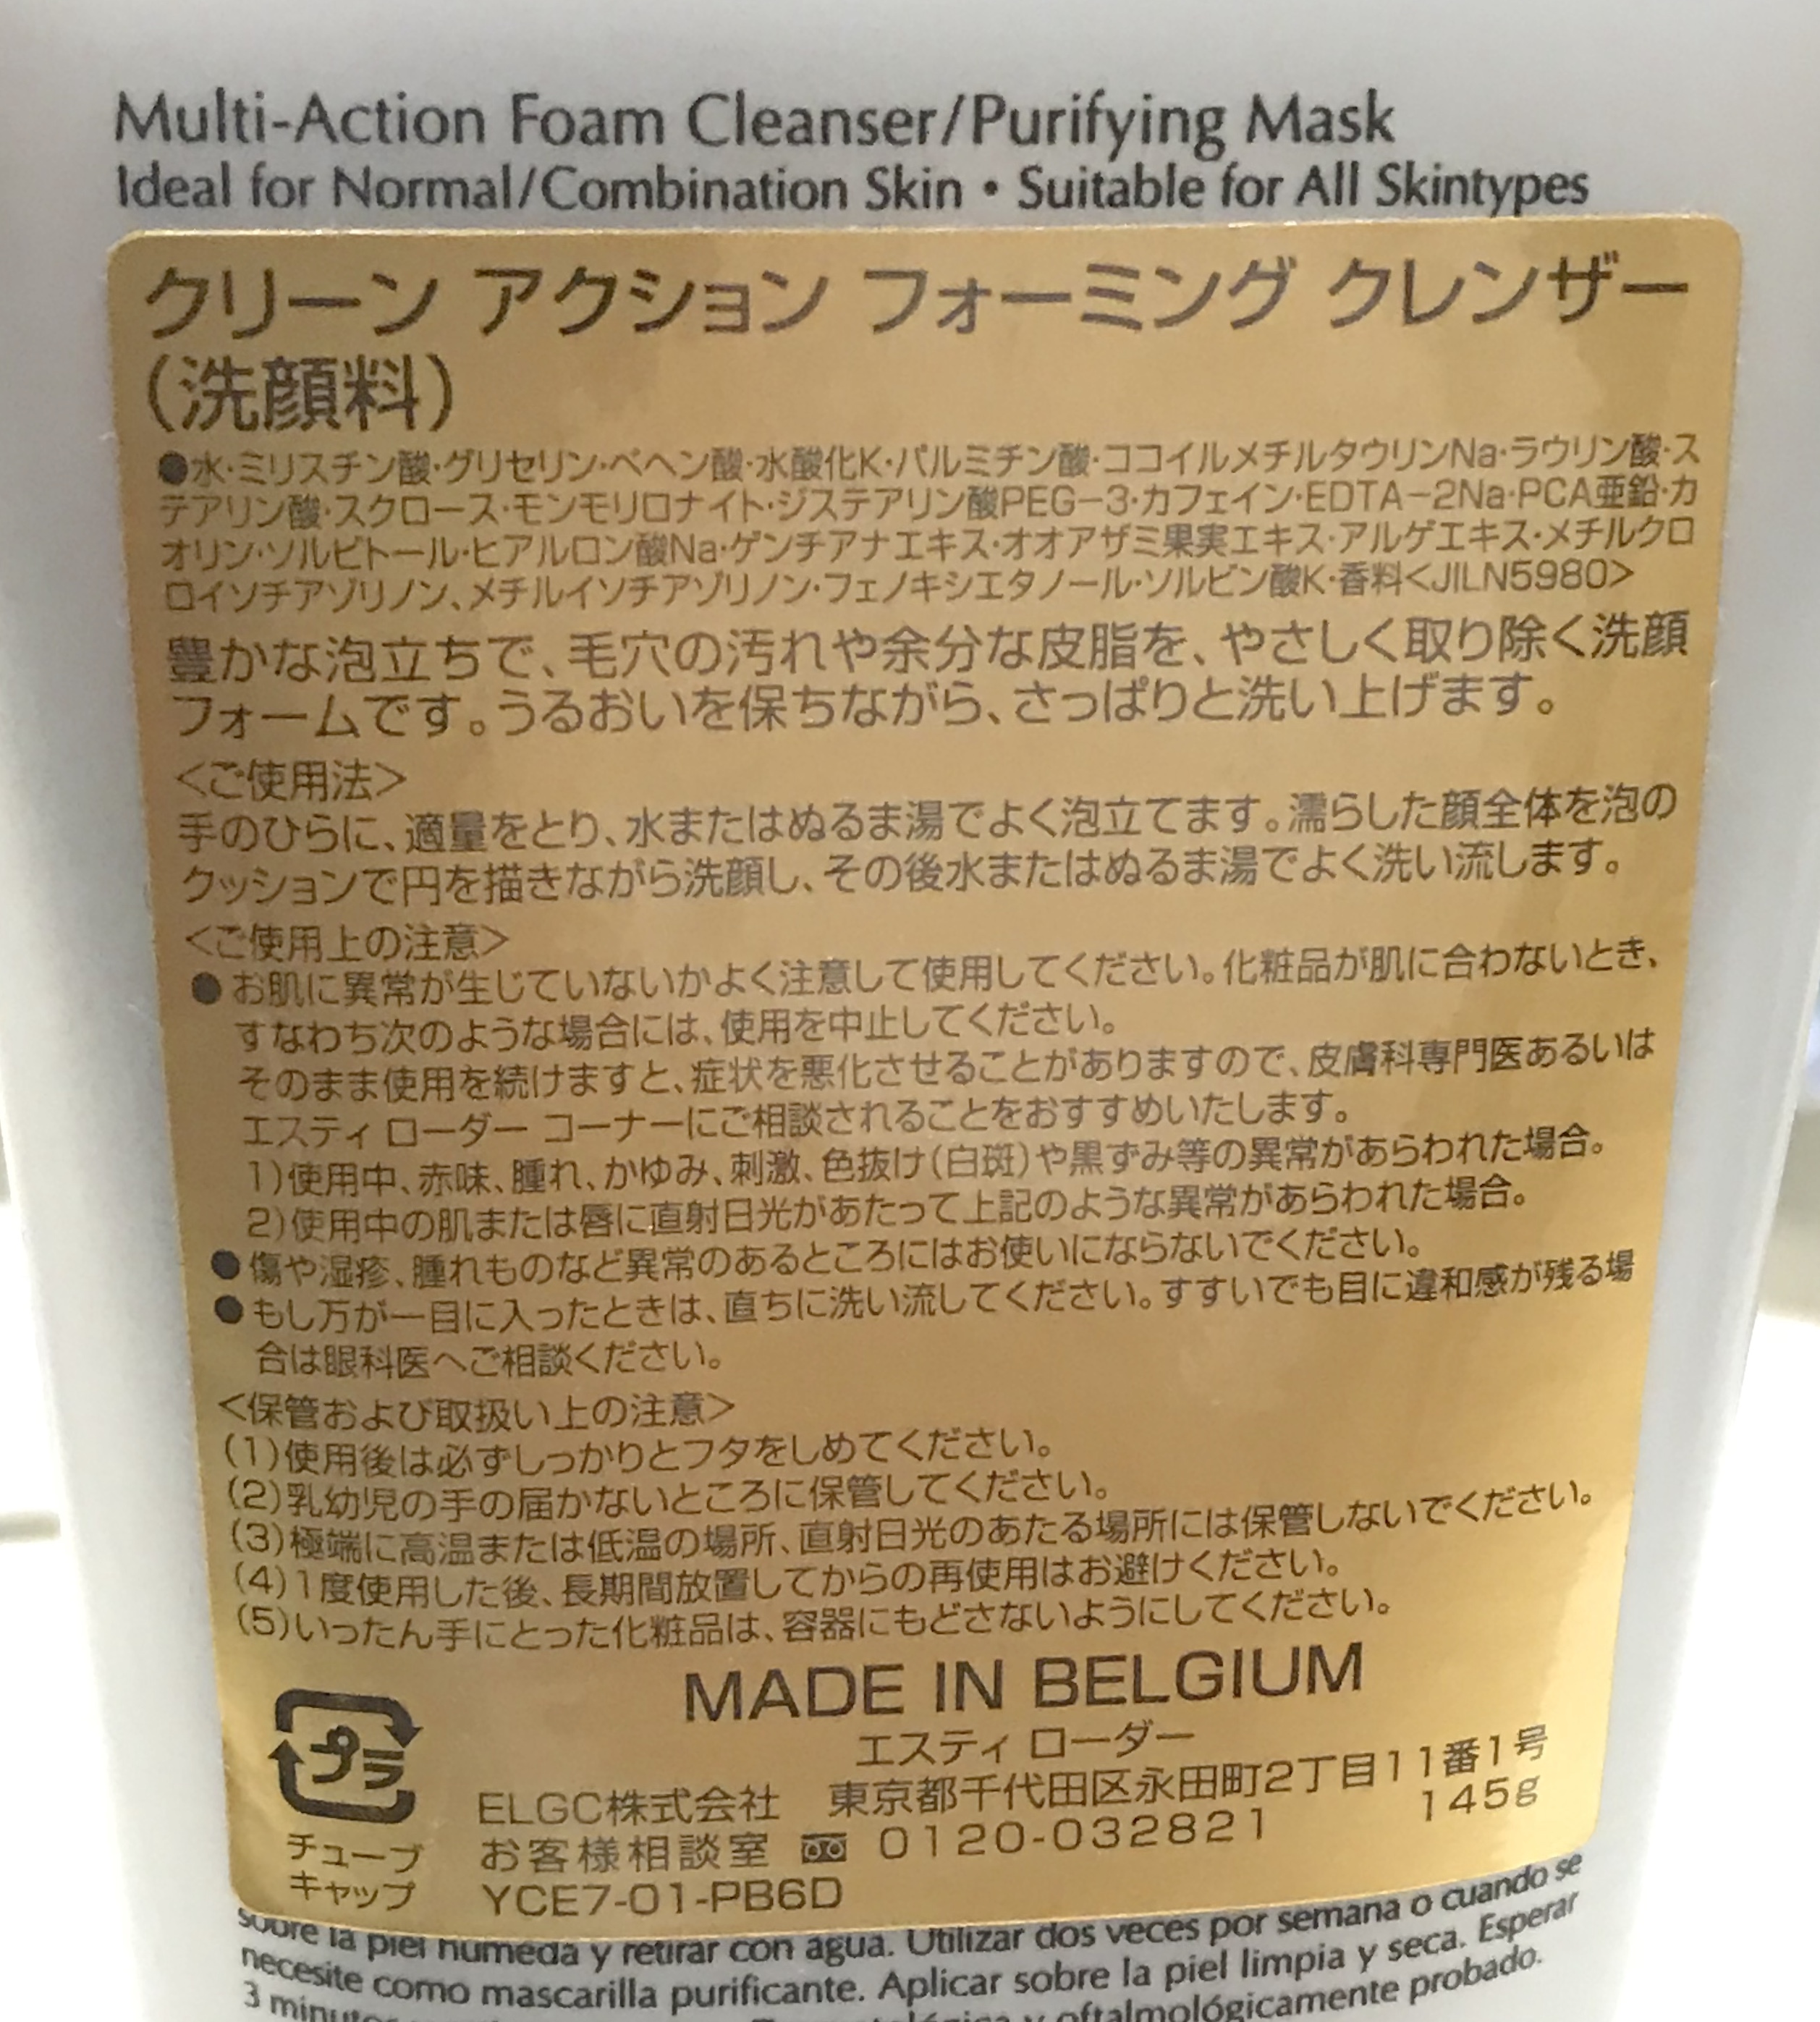 Multi-Action Foam Cleanser/Purifying Mask
Ideal for Normal/Combination Skin • Suitable for All Skintypes
クリーン アクション フォーミング クレンザー
（洗顔料）
●水･ミリスチン酸･グリセリン･ベヘン酸･水酸化K･パルミチン酸･ココイルメチルタウリンNa･ラウリン酸･ス
テアリン酸･スクロース･モンモリロナイト･ジステアリン酸PEG−3･カフェイン･EDTA−2Na･PCA亜鉛･カ
オリン･ソルビトール･ヒアルロン酸Na･ゲンチアナエキス･オオアザミ果実エキス･アルゲエキス･メチルクロ
ロイソチアゾリノン、メチルイソチアゾリノン･フェノキシエタノール･ソルビン酸K･香料<JILN5980>
豊かな泡立ちで、毛穴の汚れや余分な皮脂を、やさしく取り除く洗顔
フォームです。うるおいを保ちながら、さっぱりと洗い上げます。
＜ご使用法＞
手のひらに、適量をとり、水またはぬるま湯でよく泡立てます。濡らした顔全体を泡の
クッションで円を描きながら洗顔し、その後水またはぬるま湯でよく洗い流します。
＜ご使用上の注意＞
●お肌に異常が生じていないかよく注意して使用してください。化粧品が肌に合わないとき、
すなわち次のような場合には、使用を中止してください。
そのまま使用を続けますと、症状を悪化させることがありますので、皮膚科専門医あるいは
エスティ ローダー コーナーにご相談されることをおすすめいたします。
1)使用中、赤味、腫れ、かゆみ、刺激、色抜け(白斑)や黒ずみ等の異常があらわれた場合。
2)使用中の肌または唇に直射日光があたって上記のような異常があらわれた場合。
●傷や湿疹、腫れものなど異常のあるところにはお使いにならないでください。
●もし万が一目に入ったときは、直ちに洗い流してください。すすいでも目に違和感が残る場
合は眼科医へご相談ください。
＜保管および取扱い上の注意＞
(1)使用後は必ずしっかりとフタをしめてください。
(2)乳幼児の手の届かないところに保管してください。
(3)極端に高温または低温の場所、直射日光のあたる場所には保管しないでください。
(4)1度使用した後、長期間放置してからの再使用はお避けください。
(5)いったん手にとった化粧品は、容器にもどさないようにしてください。
MADE IN BELGIUM
エスティ ローダー
プラ
ELGC株式会社 東京都千代田区永田町2丁目11番1号
145g
チューブ
キャップ
お客様相談室 0120-032821
YCE7-01-PB6D
sobre la piel húmeda y retirar con agua. Utilizar dos veces por semana o cuando se
necesite como mascarilla purificante. Aplicar sobre la piel limpia y seca. Esperar
3 y oftalmológicamente probado.